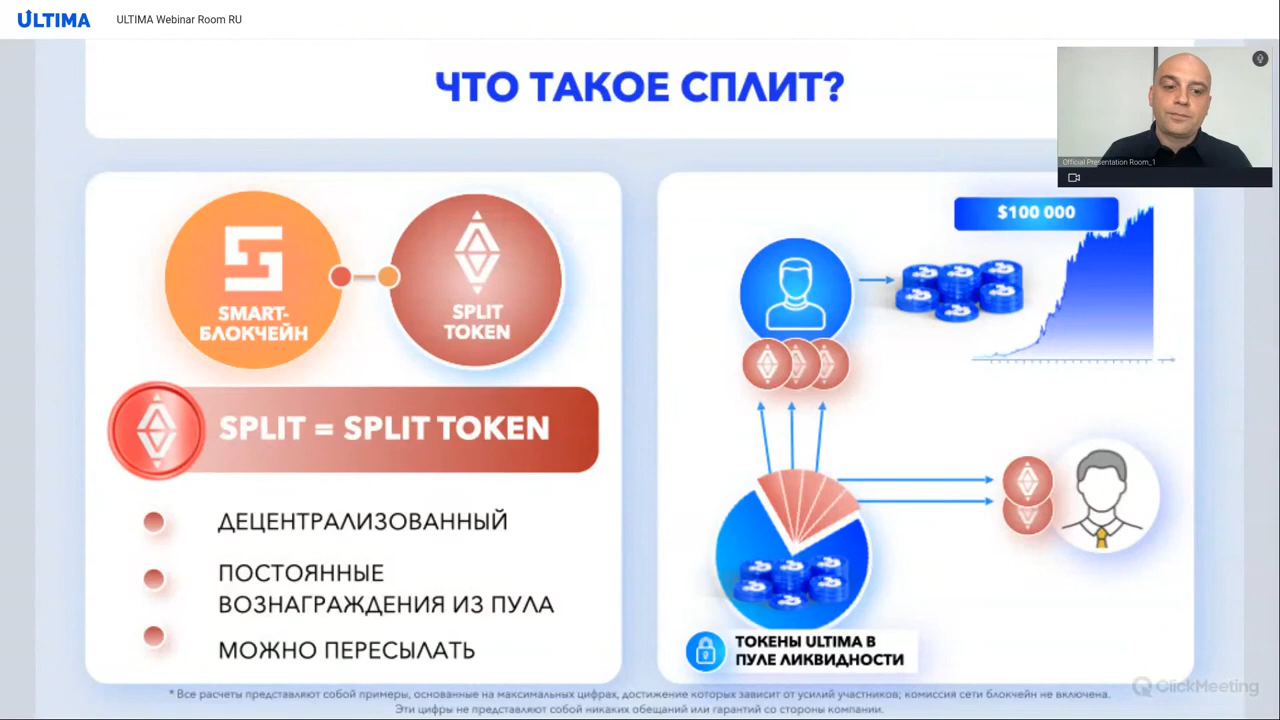 ULTIMA
ULTIMA Webinar Room RU
ЧТО ТАКОЕ СПЛИТ?
Official Presentation Room_1
SMART-
БЛОКЧЕЙН
SPLIT
TOKEN
SPLIT = SPLIT TOKEN
ДЕЦЕНТРАЛИЗОВАННЫЙ
ПОСТОЯННЫЕ
ВОЗНАГРАЖДЕНИЯ ИЗ ПУЛА
МОЖНО ПЕРЕСЫЛАТЬ
$100 000
ТОКЕНЫ ULTIMA В
ПУЛЕ ЛИКВИДНОСТИ
* Все расчеты представляют собой примеры, основанные на максимальных цифрах, достижение которых зависит от усилий участников; комиссия сети блокчейн не включена.
Эти цифры не представляют собой никаких обещаний или гарантий со стороны компании.
ClickMeeting